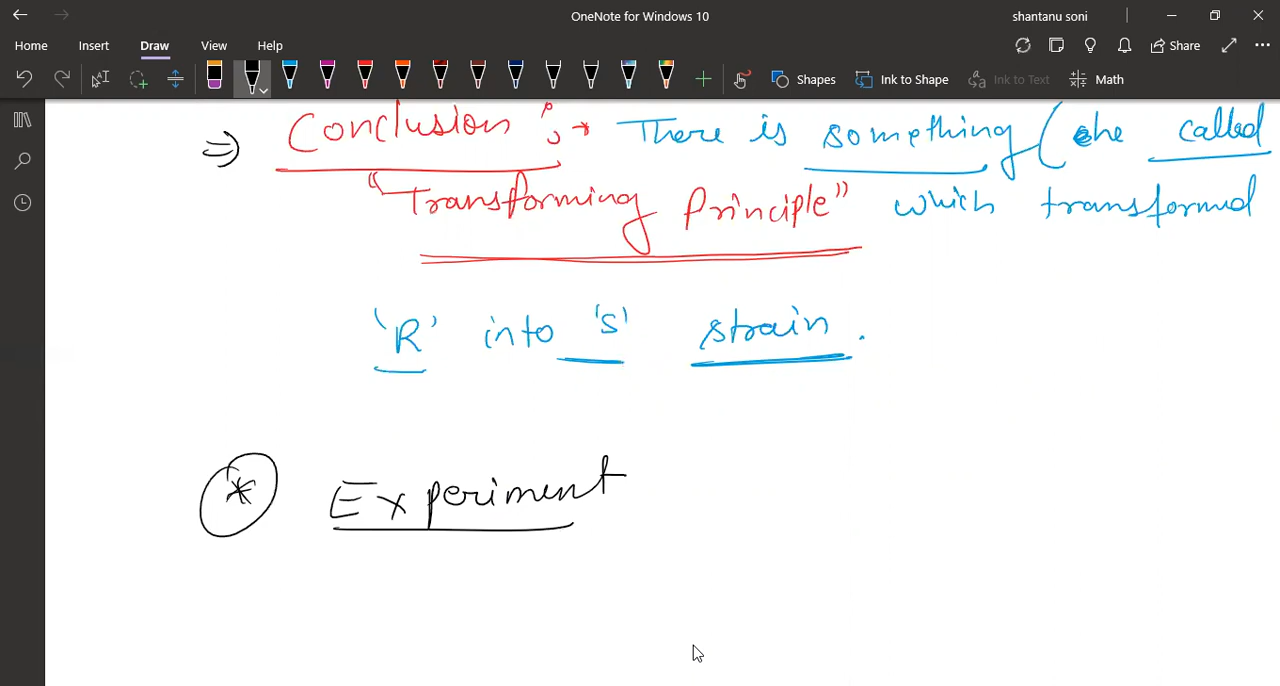 OneNote for Windows 10
shantanu soni
Home Insert Draw View Help
Share
Shapes Ink to Shape Ink to Text Math
⇒ Conclusion :→ There is something (he called
"Transforming Principle" which transformed
'R' into 'S' strain.
* Experiment